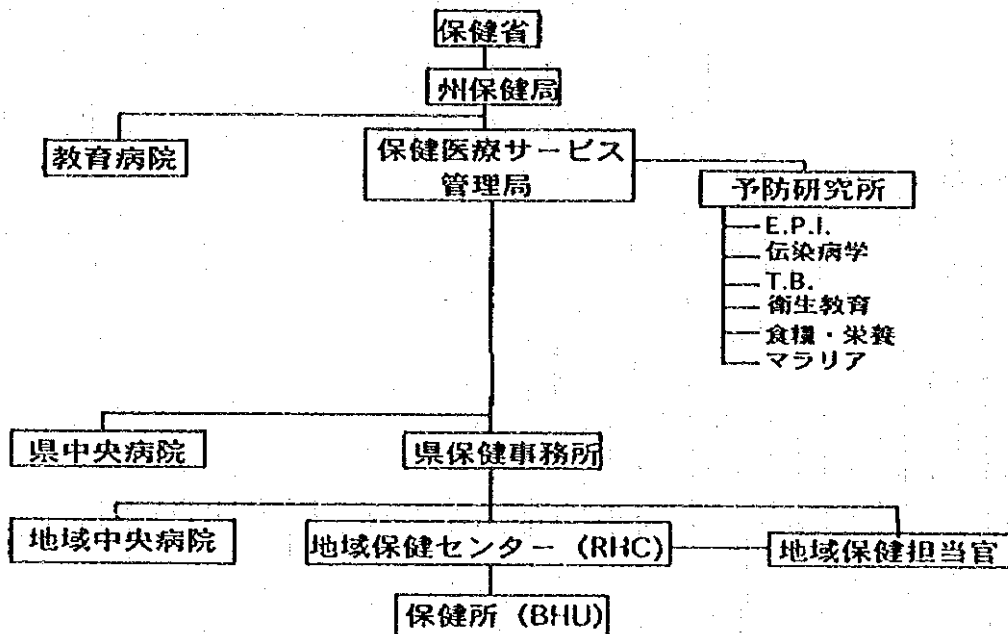 保健省
州保健局
教育病院
保健医療サービス
管理局
予防研究所
E.P.I.
伝染病学
T.B.
衛生教育
食糧・栄養
マラリア
県中央病院
県保健事務所
地域中央病院
地域保健センター (RHC)
地域保健担当官
保健所 (BHU)